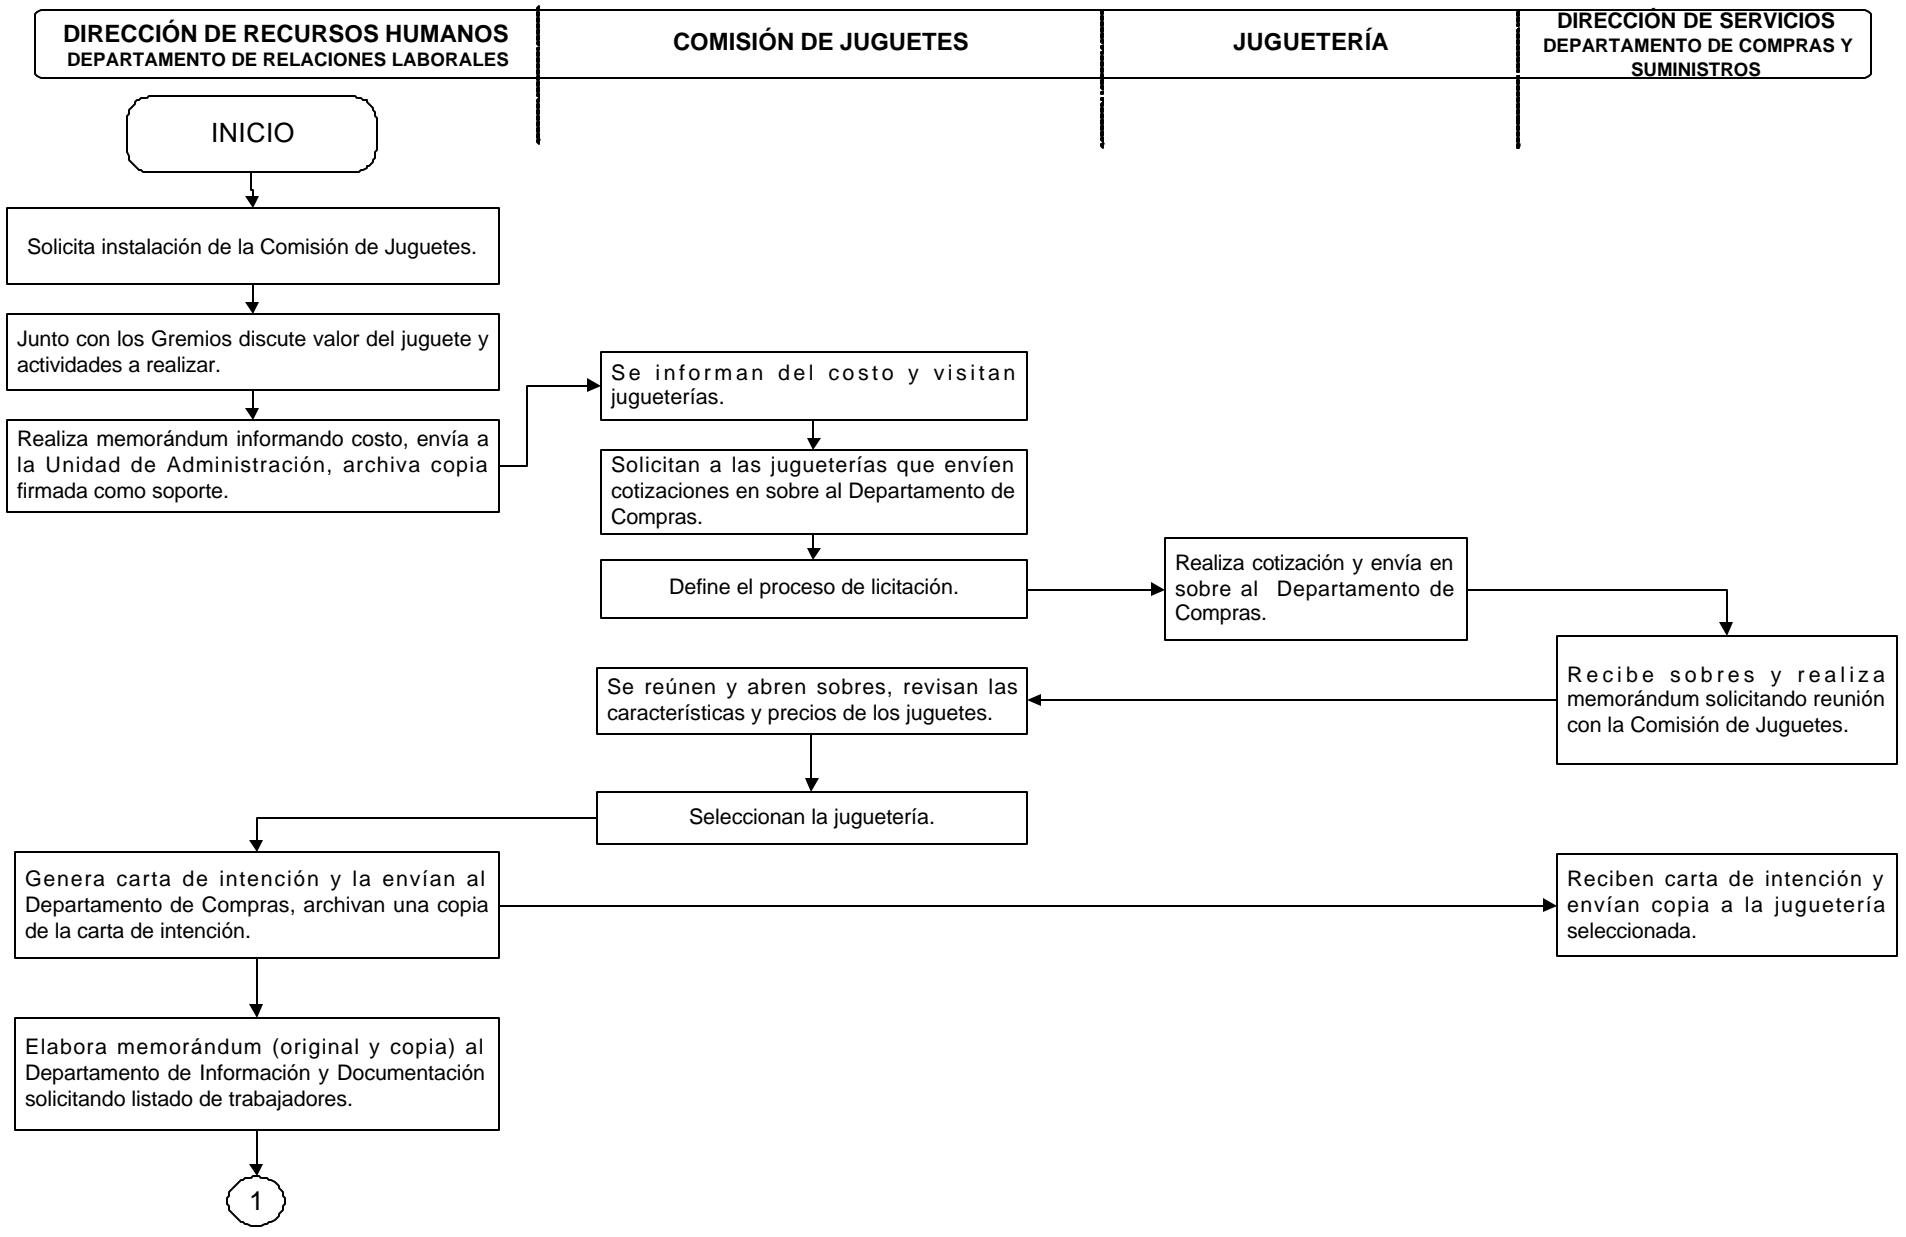 DIRECCIÓN DE RECURSOS HUMANOS
DEPARTAMENTO DE RELACIONES LABORALES
COMISIÓN DE JUGUETES
JUGUETERÍA
DIRECCIÓN DE SERVICIOS
DEPARTAMENTO DE COMPRAS Y
SUMINISTROS
INICIO
Solicita instalación de la Comisión de Juguetes.
Junto con los Gremios discute valor del juguete y
actividades a realizar.
Realiza memorándum informando costo, envía a
la Unidad de Administración, archiva copia
firmada como soporte.
Se informan del costo y visitan
jugueterías.
Solicitan a las jugueterías que envíen
cotizaciones en sobre al Departamento de
Compras.
Define el proceso de licitación.
Realiza cotización y envía en
sobre al Departamento de
Compras.
Recibe sobres y realiza
memorándum solicitando reunión
con la Comisión de Juguetes.
Se reúnen y abren sobres, revisan las
características y precios de los juguetes.
Seleccionan la juguetería.
Genera carta de intención y la envían al
Departamento de Compras, archivan una copia
de la carta de intención.
Reciben carta de intención y
envían copia a la juguetería
seleccionada.
Elabora memorándum (original y copia) al
Departamento de Información y Documentación
solicitando listado de trabajadores.
1